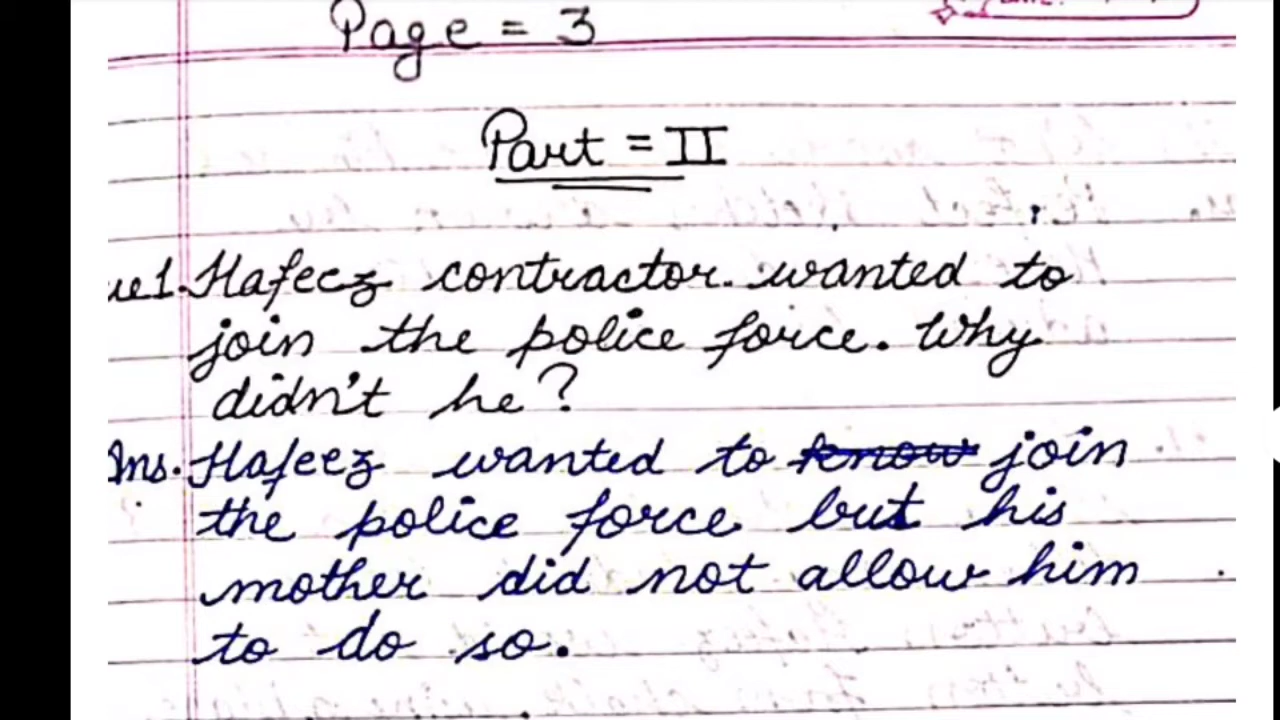 Page = 3
Part = II
ue1. Hafeez contractor. wanted to
join the police force. Why
didn't he?
Ans. Hafeez wanted to know join
the police force but his
mother did not allow him
to do so.